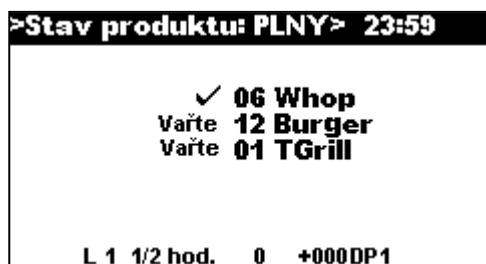 >Stav produktu: PLNY> 23:59
✓ 06 Whop
Vařte 12 Burger
Vařte 01 TGrill
L 1 1/2 hod. 0 +000DP1